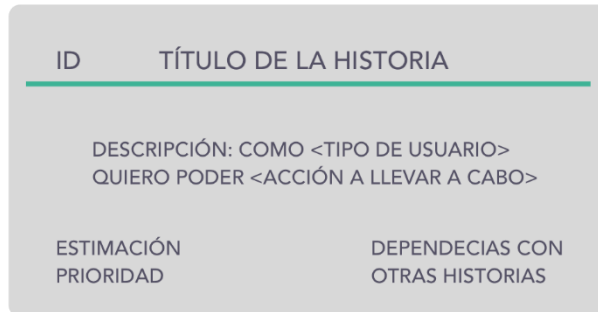 ID TÍTULO DE LA HISTORIA
DESCRIPCIÓN: COMO <TIPO DE USUARIO>
QUIERO PODER <ACCIÓN A LLEVAR A CABO>
ESTIMACIÓN
PRIORIDAD
DEPENDECIAS CON
OTRAS HISTORIAS